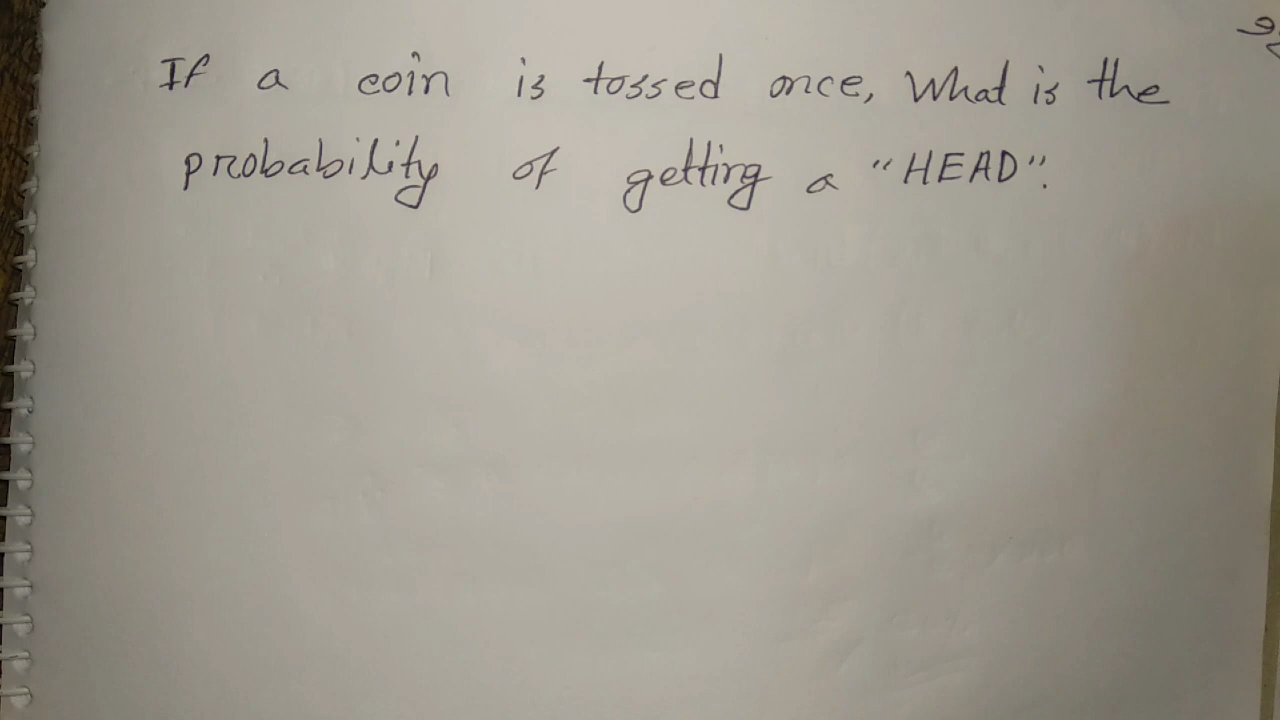 If a coin is tossed once, What is the
probability of getting a "HEAD".